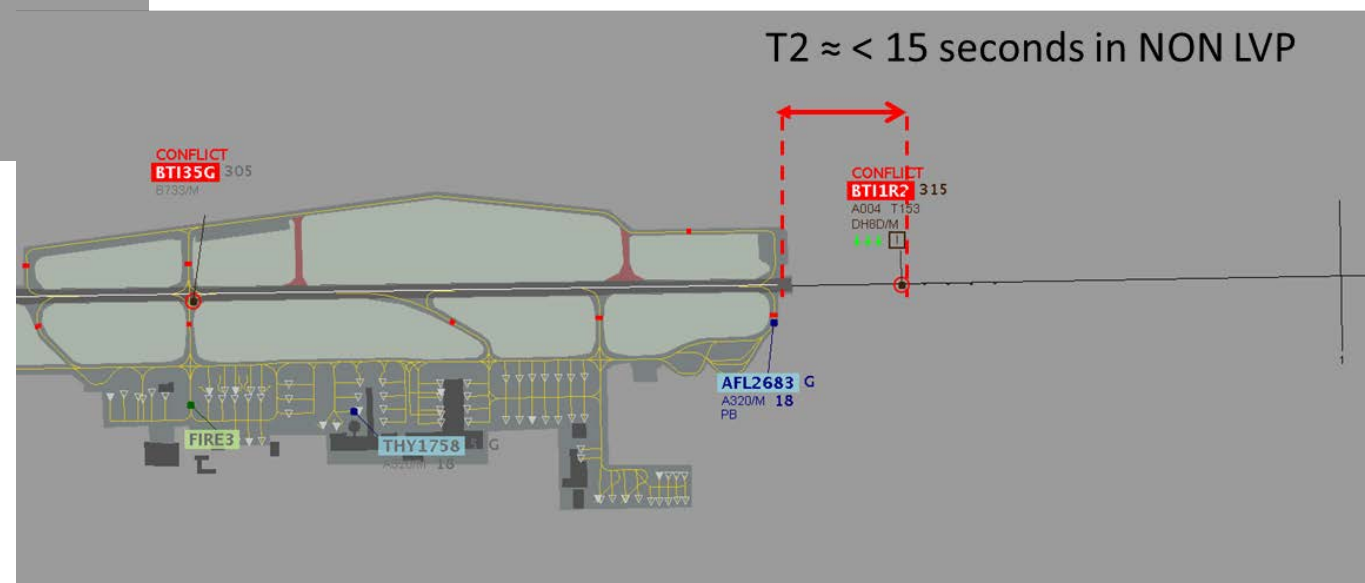 T2 ≈ < 15 seconds in NON LVP
CONFLICT
BTI35G 305
B733/M
CONFLICT
BTI1R2 315
A004 T153
DH8D/M
I
1
AFL2683 G
A320/M 18
PB
FIRE3
THY1758 G
18